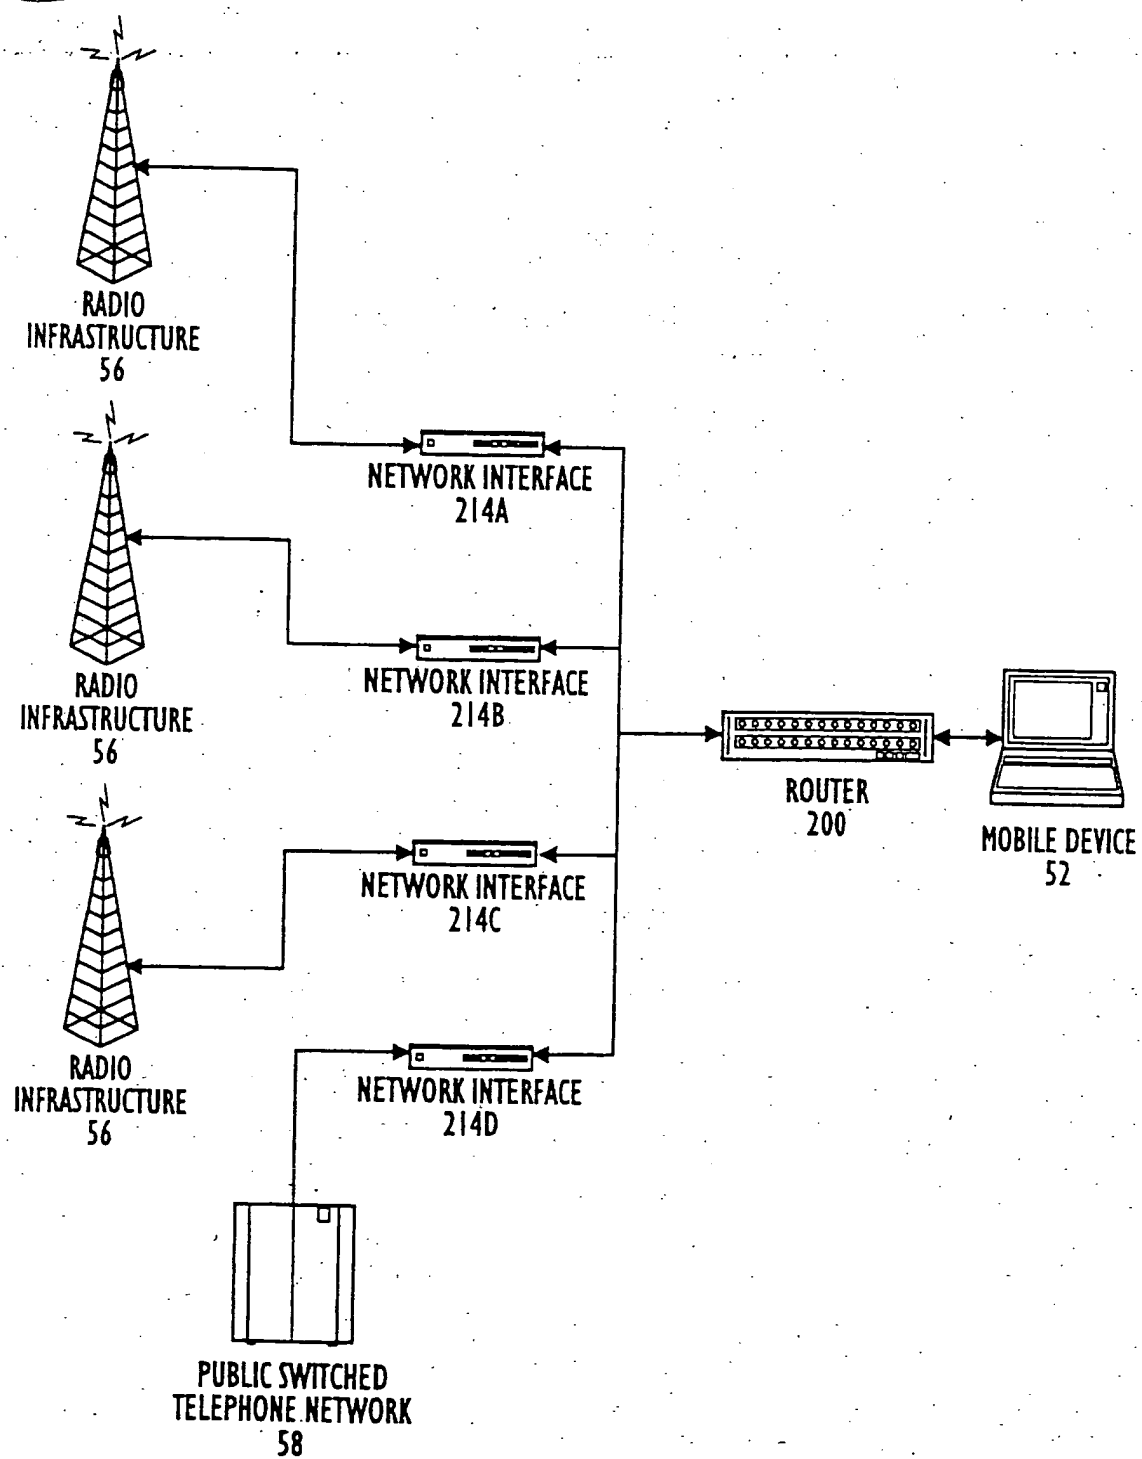 RADIO
INFRASTRUCTURE
56
NETWORK INTERFACE
214A
RADIO
INFRASTRUCTURE
56
NETWORK INTERFACE
214B
ROUTER
200
MOBILE DEVICE
52
NETWORK INTERFACE
214C
RADIO
INFRASTRUCTURE
56
NETWORK INTERFACE
214D
PUBLIC SWITCHED
TELEPHONE NETWORK
58